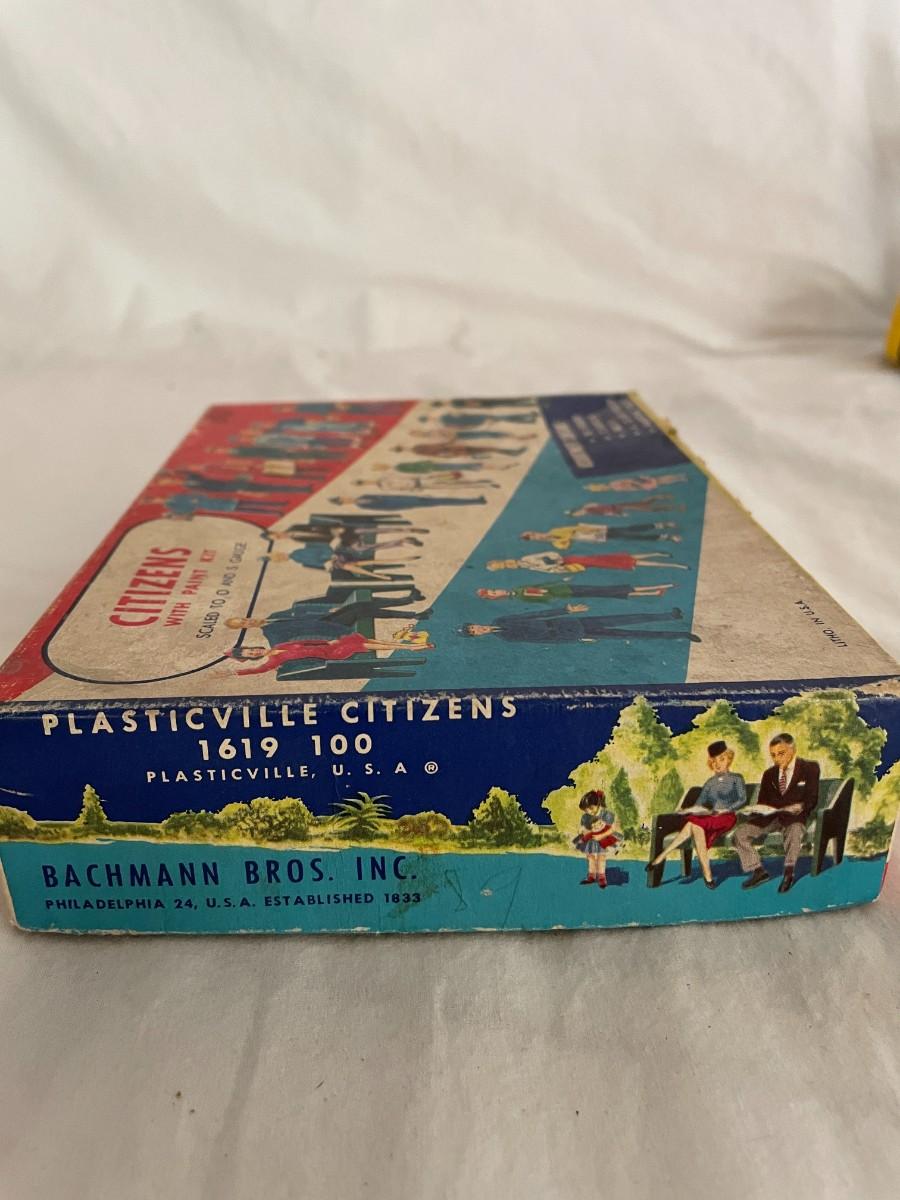 CITIZENS
WITH PAINT KIT
SCALED TO O AND S GAUGE
LITHO. IN U.S.A.
PLASTICVILLE CITIZENS
1619 100
PLASTICVILLE, U. S. A ®
BACHMANN BROS. INC.
PHILADELPHIA 24, U.S.A. ESTABLISHED 1833